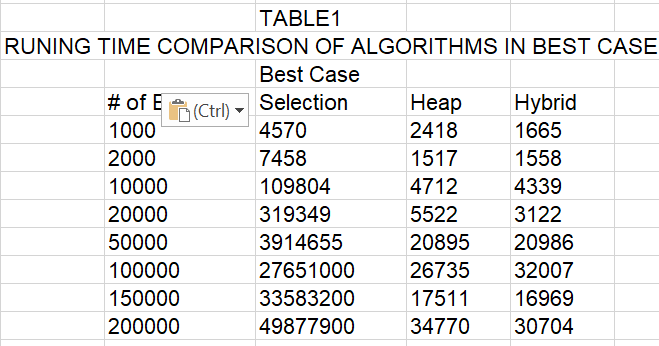 TABLE1
RUNING TIME COMPARISON OF ALGORITHMS IN BEST CASE
Best Case
# of (Ctrl) Selection Heap Hybrid
1000 4570 2418 1665
2000 7458 1517 1558
10000 109804 4712 4339
20000 319349 5522 3122
50000 3914655 20895 20986
100000 27651000 26735 32007
150000 33583200 17511 16969
200000 49877900 34770 30704